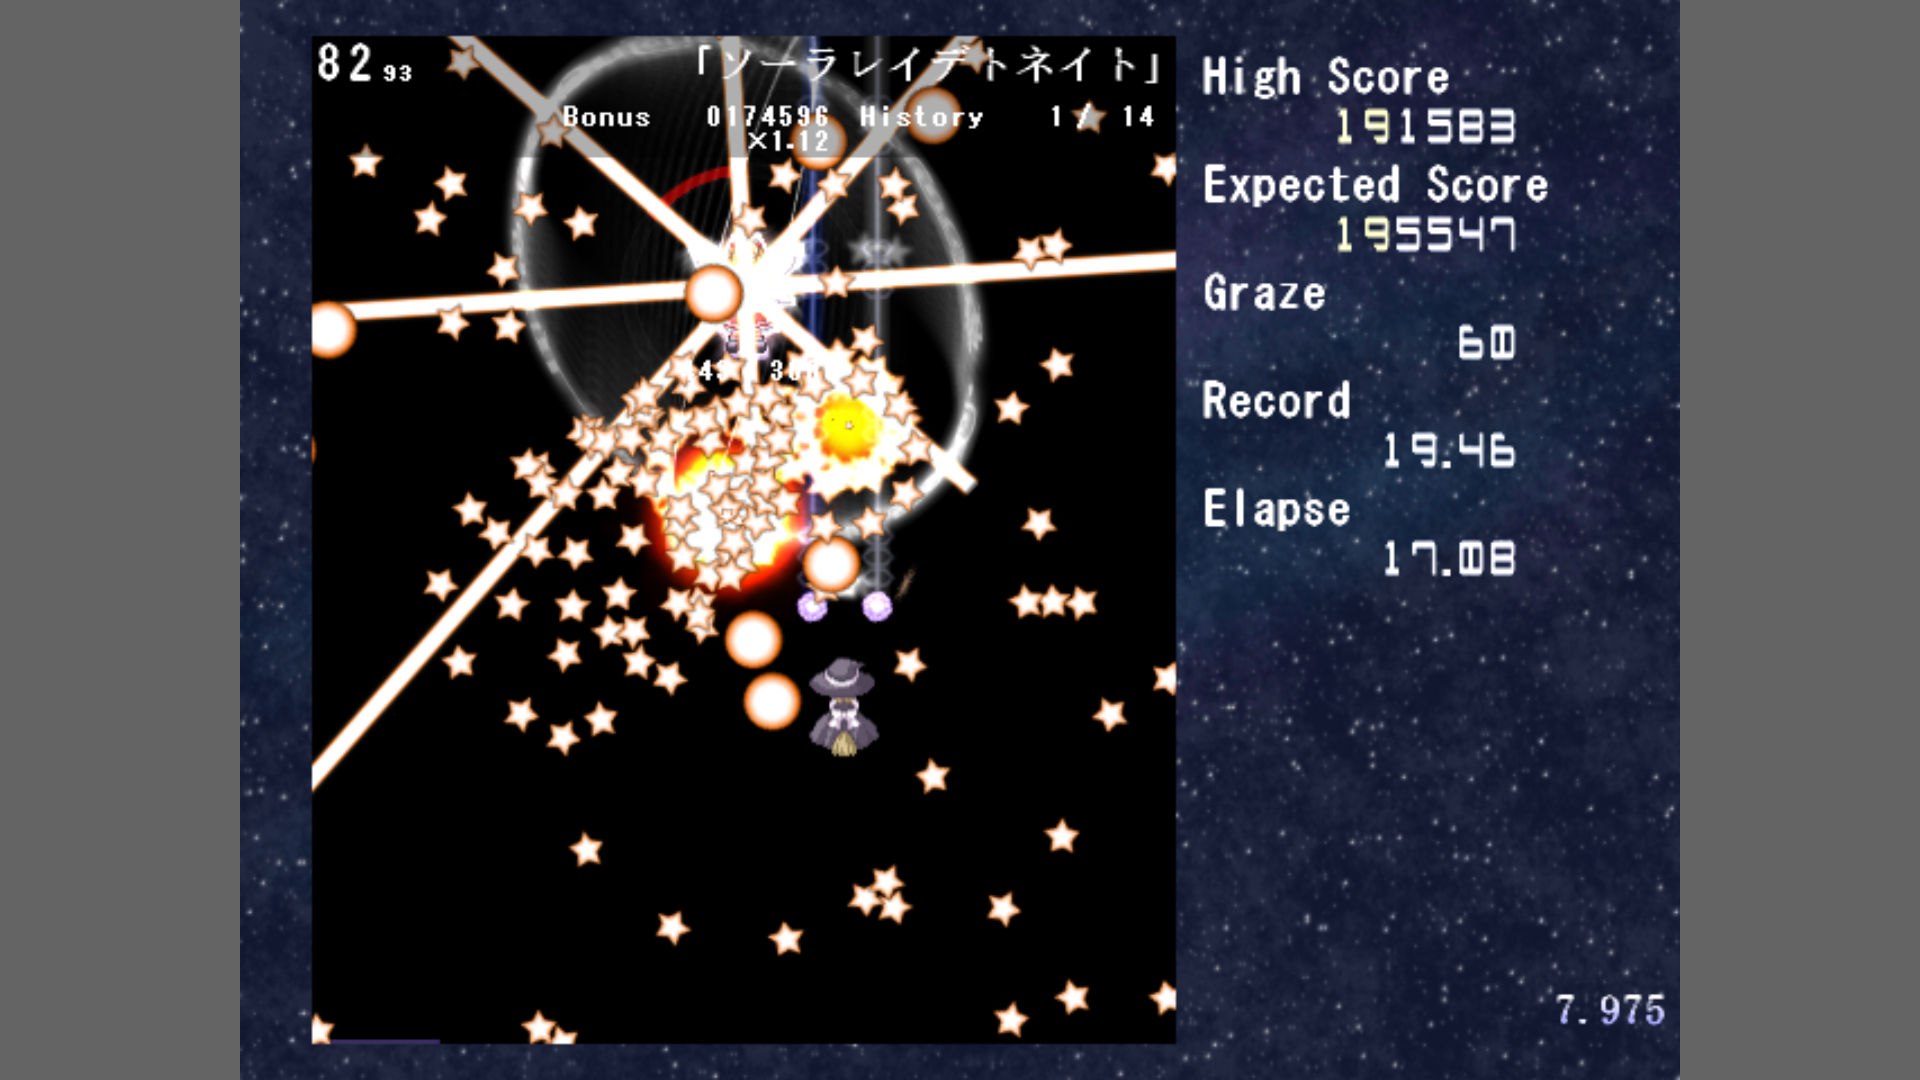 82 93
「ソーラレイデトネイト」
Bonus 0174596 History 1 / 14
×1.12
High Score
191583
Expected Score
195547
Graze
60
Record
19.46
Elapse
17.08
7.975